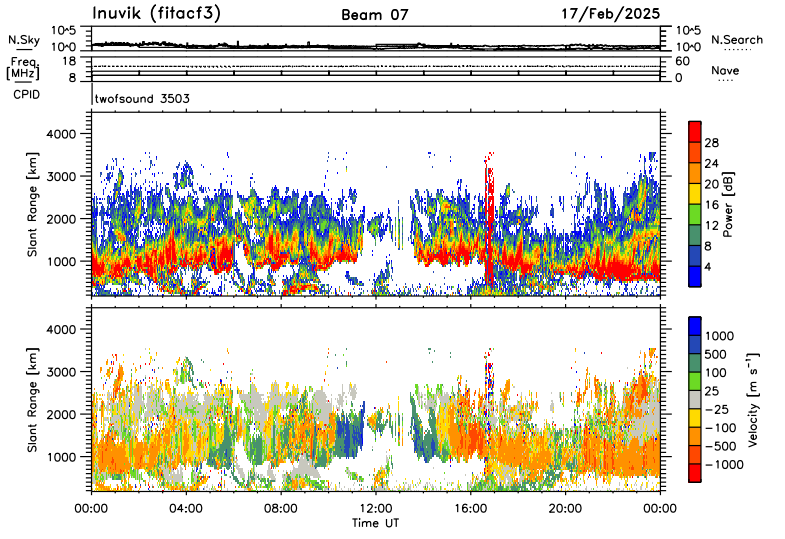 Inuvik (fitacf3) Beam 07 17/Feb/2025
N.Sky 10^5 10^0 10^5 10^0 N.Search
Freq. [MHz] 18 8 60 0 Nave
CPID twofsound 3503
Slant Range [km] 4000 3000 2000 1000
Power [dB] 28 24 20 16 12 8 4
Slant Range [km] 4000 3000 2000 1000
Velocity [m s⁻¹] 1000 500 100 25 −25 −100 −500 −1000
00:00 04:00 08:00 12:00 16:00 20:00 00:00
Time UT